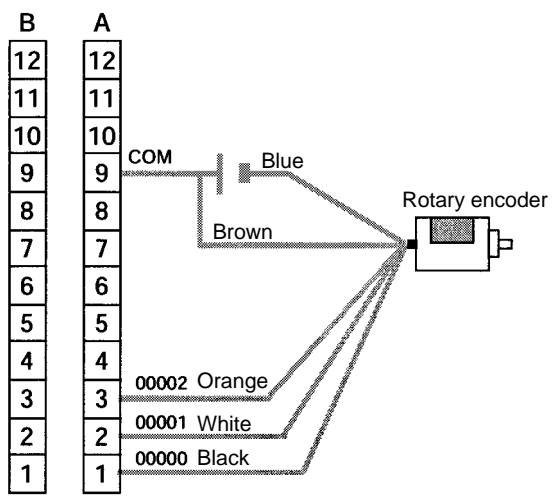 B A
12 12
11 11
10 10
COM
9 9
Blue
8 8
Rotary encoder
Brown
7 7
6 6
5 5
4 4
00002 Orange
3 3
00001 White
2 2
00000 Black
1 1